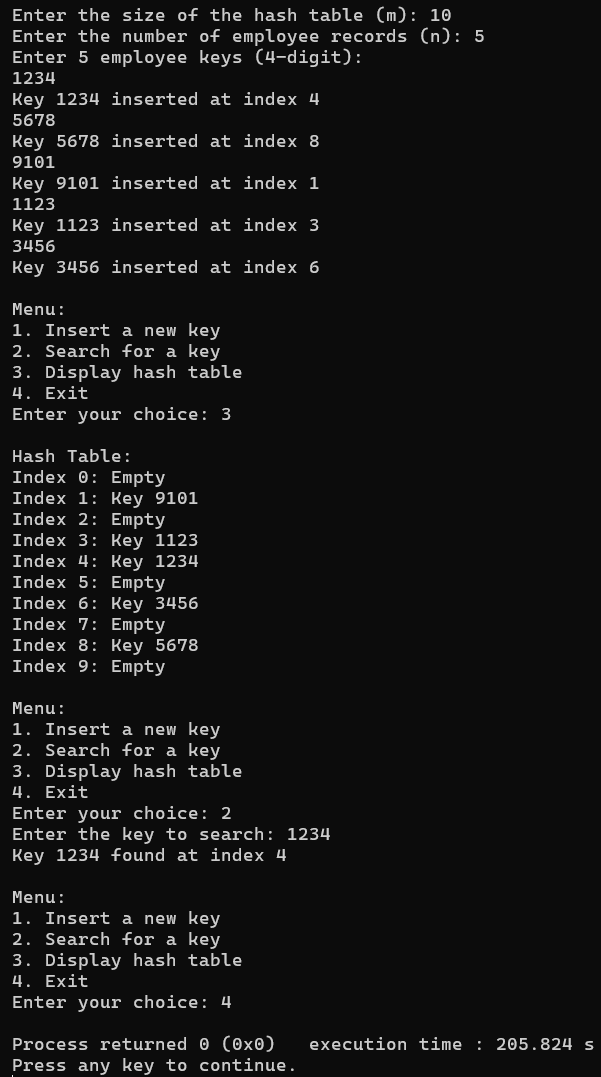 Enter the size of the hash table (m): 10
Enter the number of employee records (n): 5
Enter 5 employee keys (4-digit):
1234
Key 1234 inserted at index 4
5678
Key 5678 inserted at index 8
9101
Key 9101 inserted at index 1
1123
Key 1123 inserted at index 3
3456
Key 3456 inserted at index 6
Menu:
1. Insert a new key
2. Search for a key
3. Display hash table
4. Exit
Enter your choice: 3
Hash Table:
Index 0: Empty
Index 1: Key 9101
Index 2: Empty
Index 3: Key 1123
Index 4: Key 1234
Index 5: Empty
Index 6: Key 3456
Index 7: Empty
Index 8: Key 5678
Index 9: Empty
Menu:
1. Insert a new key
2. Search for a key
3. Display hash table
4. Exit
Enter your choice: 2
Enter the key to search: 1234
Key 1234 found at index 4
Menu:
1. Insert a new key
2. Search for a key
3. Display hash table
4. Exit
Enter your choice: 4
Process returned 0 (0x0)   execution time : 205.824 s
Press any key to continue.